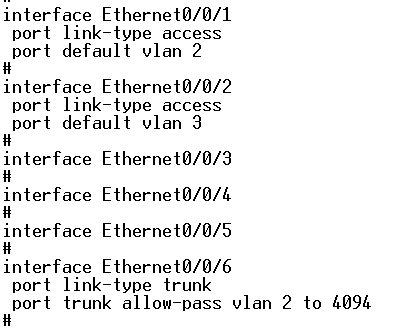 #
interface Ethernet0/0/1
 port link-type access
 port default vlan 2
#
interface Ethernet0/0/2
 port link-type access
 port default vlan 3
#
interface Ethernet0/0/3
#
interface Ethernet0/0/4
#
interface Ethernet0/0/5
#
interface Ethernet0/0/6
 port link-type trunk
 port trunk allow-pass vlan 2 to 4094
#